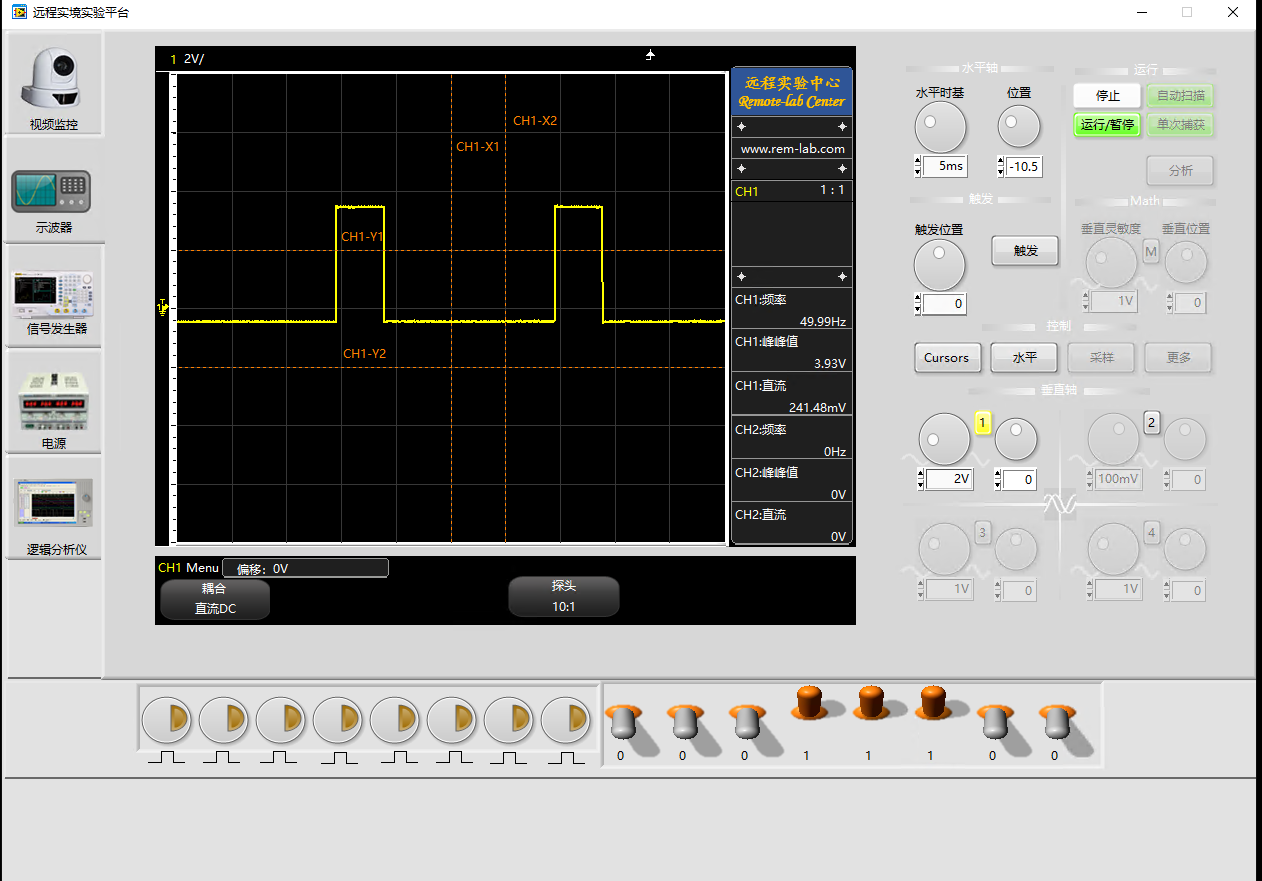 远程实境实验平台
视频监控
示波器
信号发生器
电源
逻辑分析仪
1 2V/
CH1-X2
CH1-X1
CH1-Y1
CH1-Y2
远程实验中心
Remote-lab Center
www.rem-lab.com
CH1 1 : 1
CH1:频率
49.99Hz
CH1:峰峰值
3.93V
CH1:直流
241.48mV
CH2:频率
0Hz
CH2:峰峰值
0V
CH2:直流
0V
CH1 Menu 偏移: 0V
耦合
直流DC
探头
10:1
水平轴
水平时基 位置
5ms -10.5
运行
停止 自动扫描
运行/暂停 单次捕获
分析
触发
触发位置
触发
0
Math
垂直灵敏度 垂直位置
M
1V 0
控制
Cursors 水平 采样 更多
垂直轴
1
2V 0
2
100mV 0
3
1V 0
4
1V 0
0 0 0 1 1 1 0 0